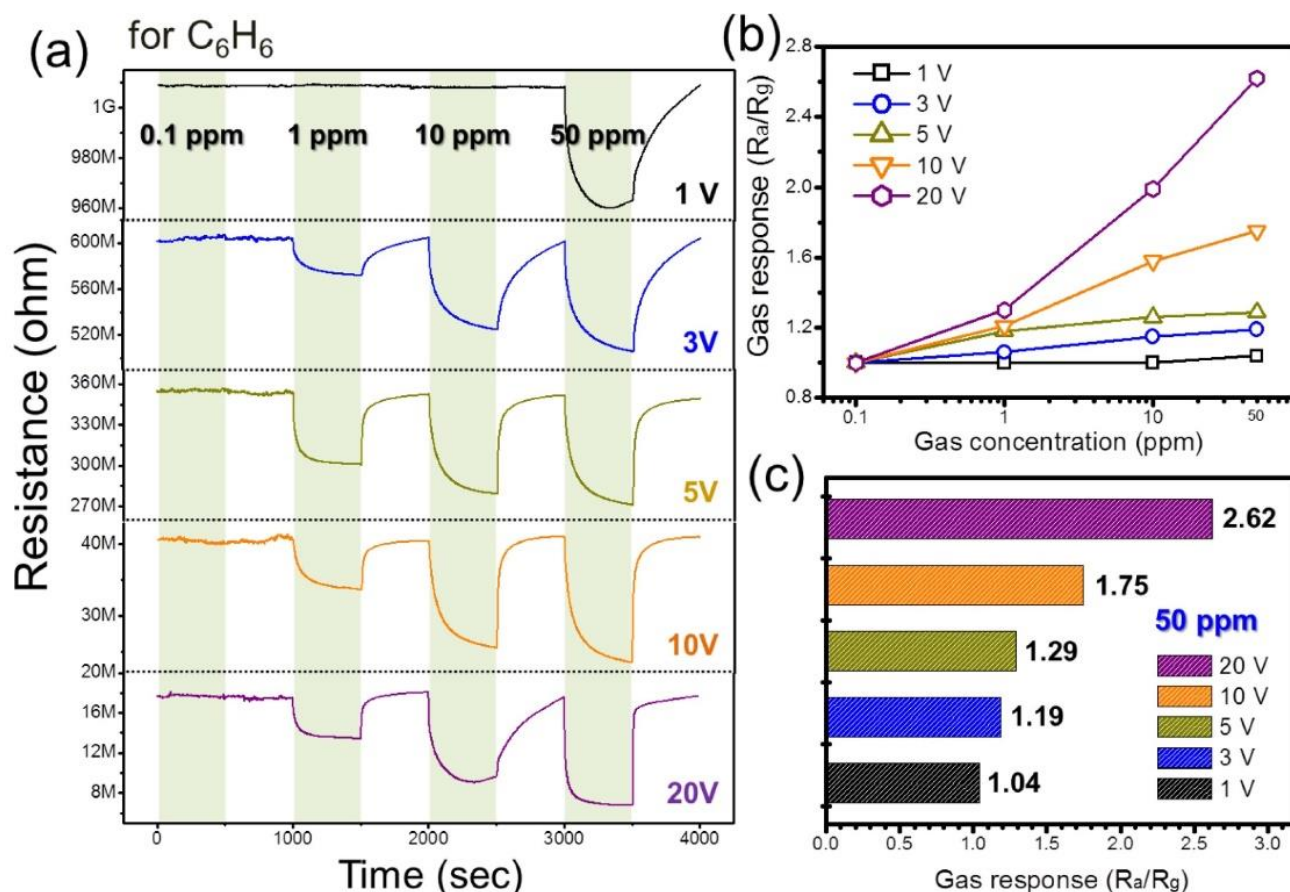 (a)
for C₆H₆
1G
980M
960M
0.1 ppm
1 ppm
10 ppm
50 ppm
1 V
600M
560M
520M
3V
360M
330M
300M
270M
5V
40M
30M
20M
10V
16M
12M
8M
20V
0
1000
2000
3000
4000
Resistance (ohm)
Time (sec)
(b)
2.8
2.4
2.0
1.6
1.2
0.8
1 V
3 V
5 V
10 V
20 V
0.1
1
10
50
Gas response (Rₐ/R₉)
Gas concentration (ppm)
(c)
2.62
1.75
1.29
1.19
1.04
50 ppm
20 V
10 V
5 V
3 V
1 V
0.0
0.5
1.0
1.5
2.0
2.5
3.0
Gas response (Rₐ/R₉)